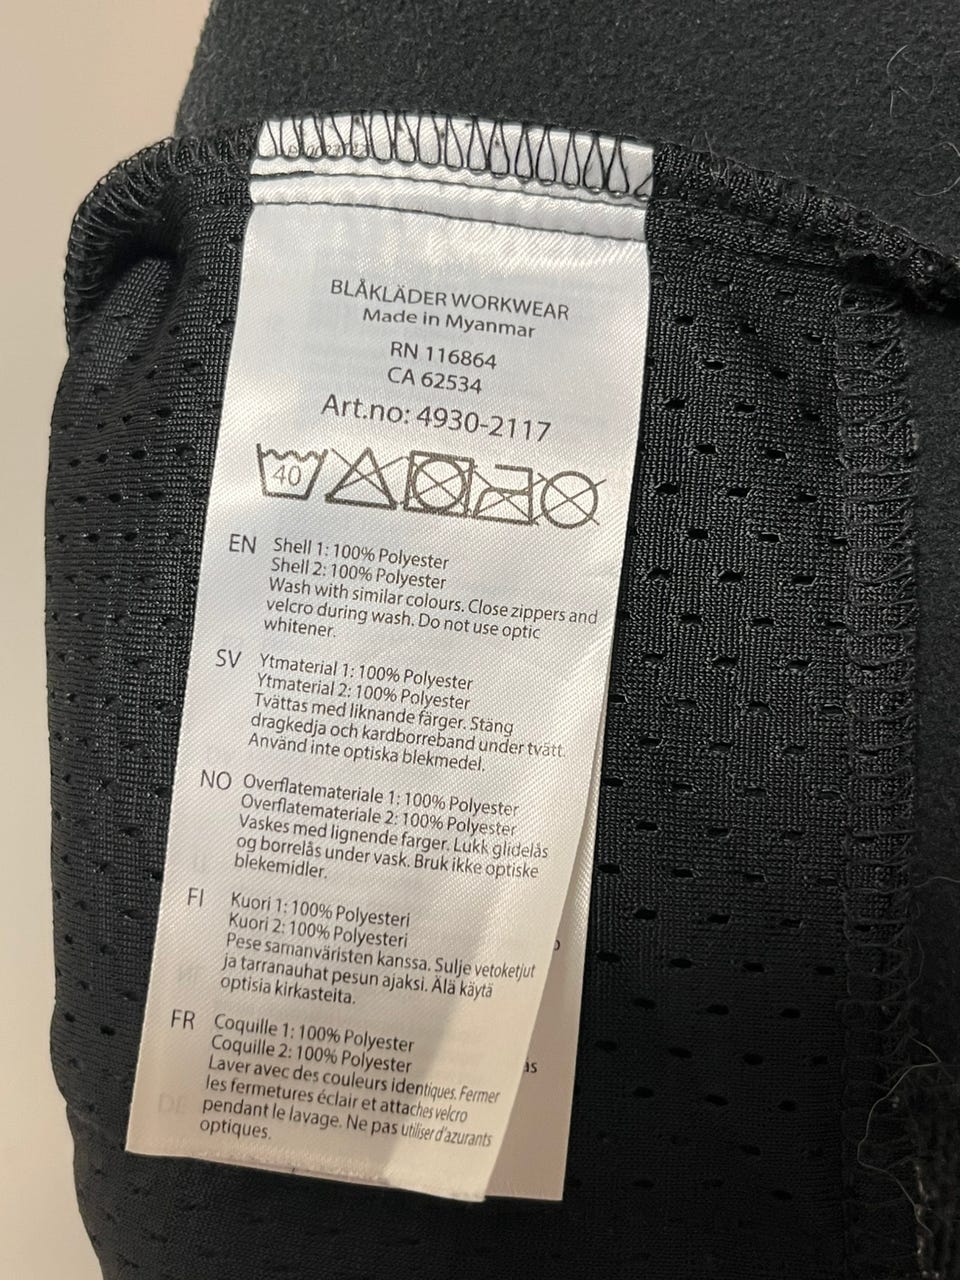 BLÅKLÄDER WORKWEAR
Made in Myanmar
RN 116864
CA 62534
Art.no: 4930-2117
40
EN Shell 1: 100% Polyester
Shell 2: 100% Polyester
Wash with similar colours. Close zippers and
velcro during wash. Do not use optic
whitener.
SV Ytmaterial 1: 100% Polyester
Ytmaterial 2: 100% Polyester
Tvättas med liknande färger. Stäng
dragkedja och kardborreband under tvätt.
Använd inte optiska blekmedel.
NO Overflatemateriale 1: 100% Polyester
Overflatemateriale 2: 100% Polyester
Vaskes med lignende farger. Lukk glidelås
og borrelås under vask. Bruk ikke optiske
blekemidler.
FI Kuori 1: 100% Polyesteri
Kuori 2: 100% Polyesteri
Pese samanväristen kanssa. Sulje vetoketjut
ja tarranauhat pesun ajaksi. Älä käytä
optisia kirkasteita.
FR Coquille 1: 100% Polyester
Coquille 2: 100% Polyester
Laver avec des couleurs identiques. Fermer
les fermetures éclair et attaches velcro
pendant le lavage. Ne pas utiliser d'azurants
optiques.